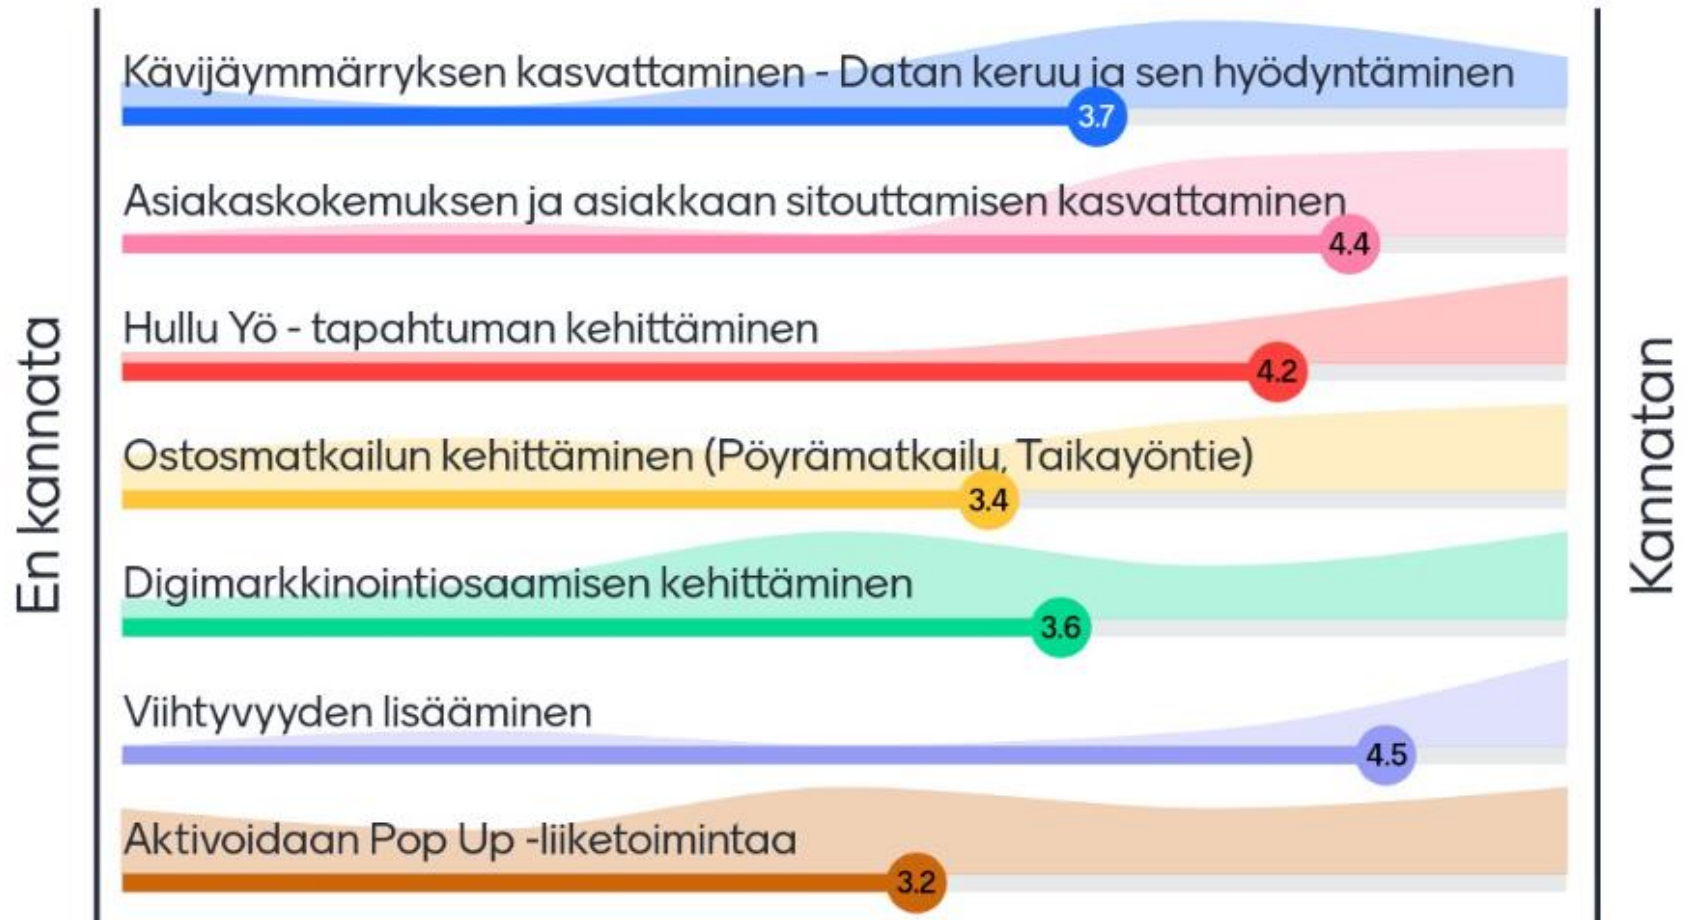 Kävijäymmärryksen kasvattaminen - Datan keruu ja sen hyödyntäminen
3.7
Asiakaskokemuksen ja asiakkaan sitouttamisen kasvattaminen
4.4
Hullu Yö - tapahtuman kehittäminen
4.2
Ostosmatkailun kehittäminen (Pöyrämatkailu, Taikayöntie)
3.4
Digimarkkinointiosaamisen kehittäminen
3.6
Viihtyvyyden lisääminen
4.5
Aktivoidaan Pop Up -liiketoimintaa
3.2
En kannata
Kannatan